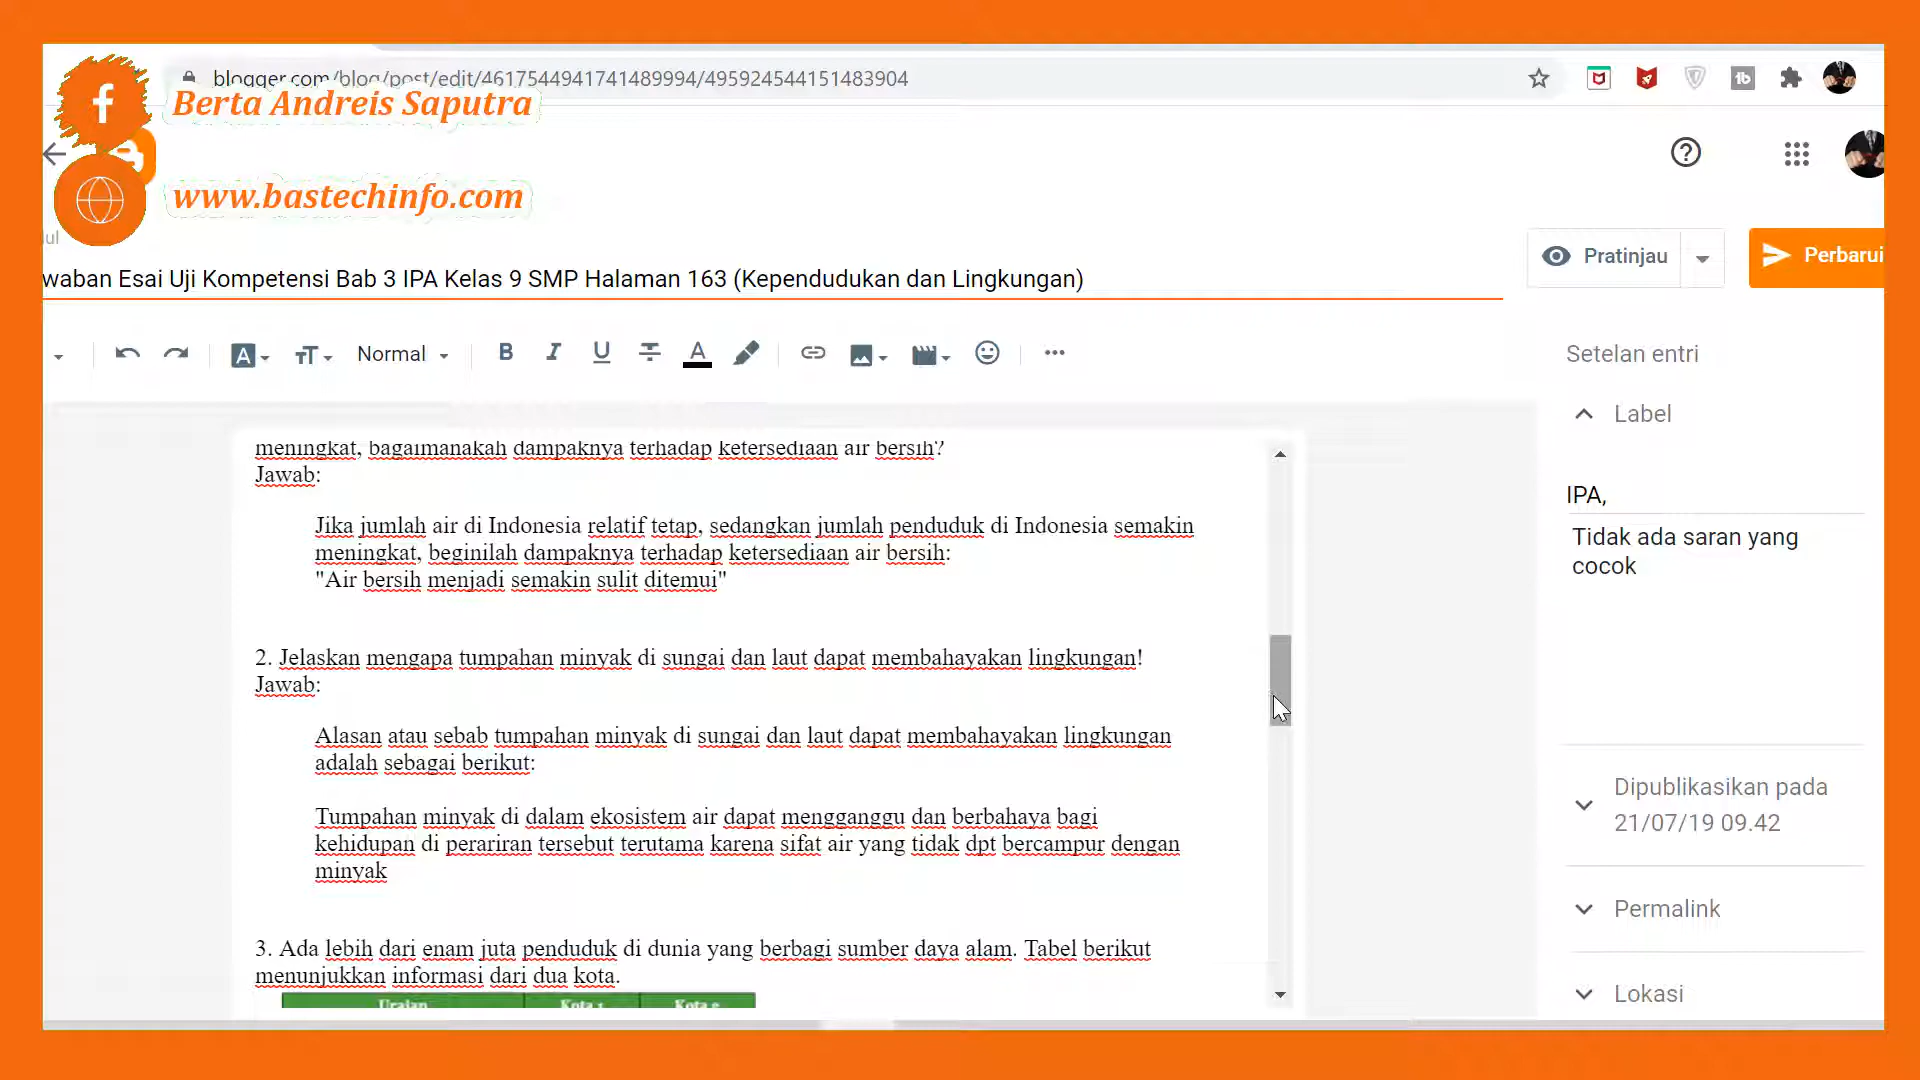 blogger.com/blog/post/edit/4617544941741489994/495924544151483904
Berta Andreis Saputra
www.bastechinfo.com
waban Esai Uji Kompetensi Bab 3 IPA Kelas 9 SMP Halaman 163 (Kependudukan dan Lingkungan)
Pratinjau
Perbarui
Normal
meningkat, bagaimanakah dampaknya terhadap ketersediaan air bersih?
Jawab:
Jika jumlah air di Indonesia relatif tetap, sedangkan jumlah penduduk di Indonesia semakin
meningkat, beginilah dampaknya terhadap ketersediaan air bersih:
"Air bersih menjadi semakin sulit ditemui"
2. Jelaskan mengapa tumpahan minyak di sungai dan laut dapat membahayakan lingkungan!
Jawab:
Alasan atau sebab tumpahan minyak di sungai dan laut dapat membahayakan lingkungan
adalah sebagai berikut:
Tumpahan minyak di dalam ekosistem air dapat mengganggu dan berbahaya bagi
kehidupan di perariran tersebut terutama karena sifat air yang tidak dpt bercampur dengan
minyak
3. Ada lebih dari enam juta penduduk di dunia yang berbagi sumber daya alam. Tabel berikut
menunjukkan informasi dari dua kota.
Uraian Kota 1 Kota 2
Setelan entri
Label
IPA,
Tidak ada saran yang
cocok
Dipublikasikan pada
21/07/19 09.42
Permalink
Lokasi